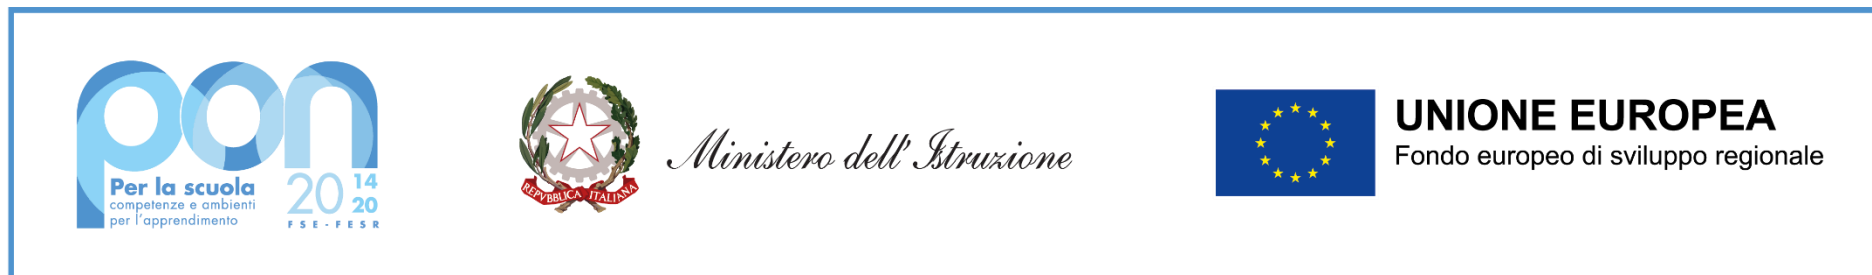 pon
Per la scuola
competenze e ambienti
per l'apprendimento
20 14
20
FSE-FESR
REPVBBLICA ITALIANA
Ministero dell'Istruzione
UNIONE EUROPEA
Fondo europeo di sviluppo regionale